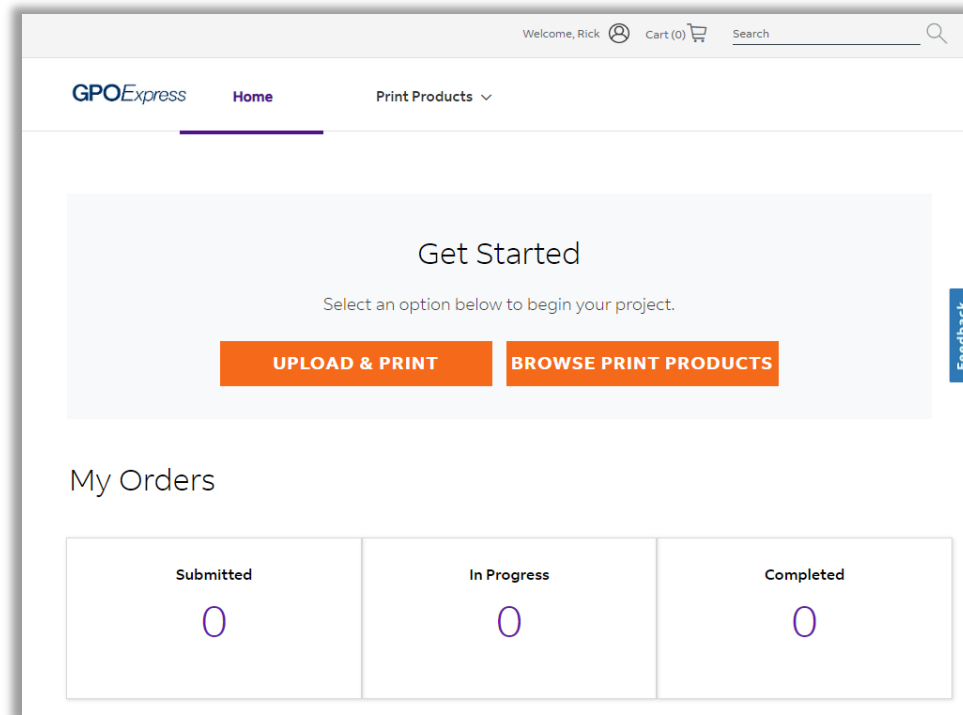 Welcome, Rick Cart (0) Search
GPOExpress Home Print Products
Get Started
Select an option below to begin your project.
UPLOAD & PRINT BROWSE PRINT PRODUCTS
Feedback
My Orders
Submitted In Progress Completed
0 0 0